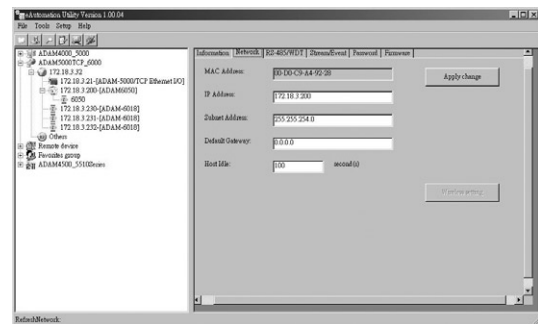 eAutomation Utility Version 1.00.04
File Tools Setup Help
ADAM4000_5000
ADAM5000TCP_6000
172.18.3.32
172.18.3.21-[ADAM-5000/TCP Ethernet I/O]
172.18.3.200-[ADAM6050]
6050
172.18.3.230-[ADAM-6018]
172.18.3.231-[ADAM-6018]
172.18.3.232-[ADAM-6018]
Others
Remote device
Favorites group
ADAM4500_5510Series
Information Network RS-485/WDT Stream/Event Password Firmware
MAC Address: 00-D0-C9-A4-92-28
Apply change
IP Address: 172.18.3.200
Subnet Address: 255.255.254.0
Default Gateway: 0.0.0.0
Host Idle: 100 second(s)
Wireless setting
RefreshNetwork: